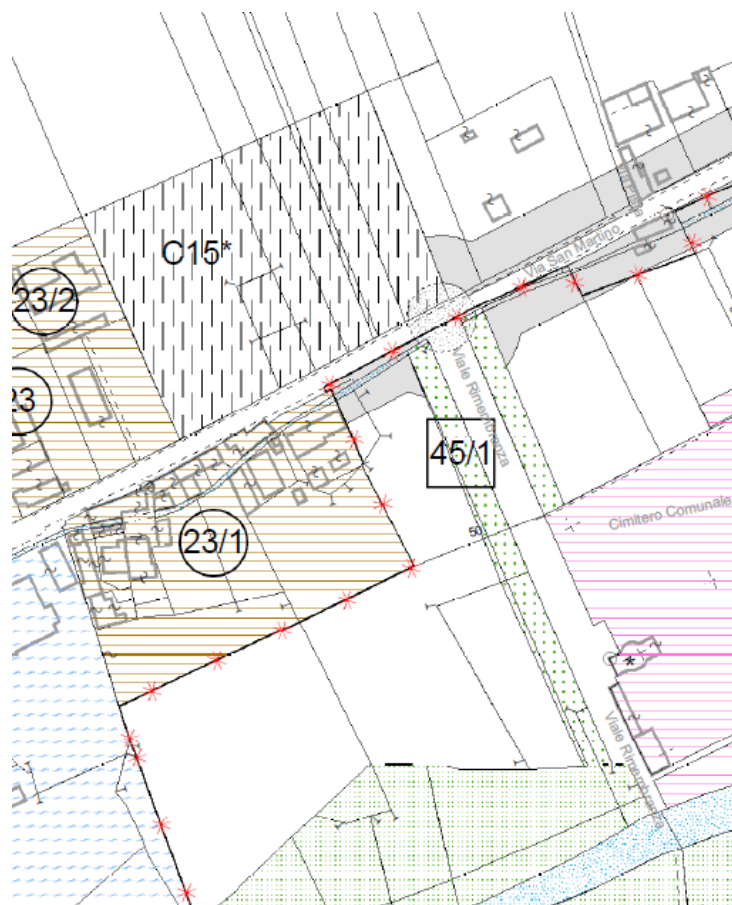 Via San Martino
C15*
23/2
Viale Rimembranza
23
45/1
Cimitero Comunale
50
23/1
*
Viale Rimembranza